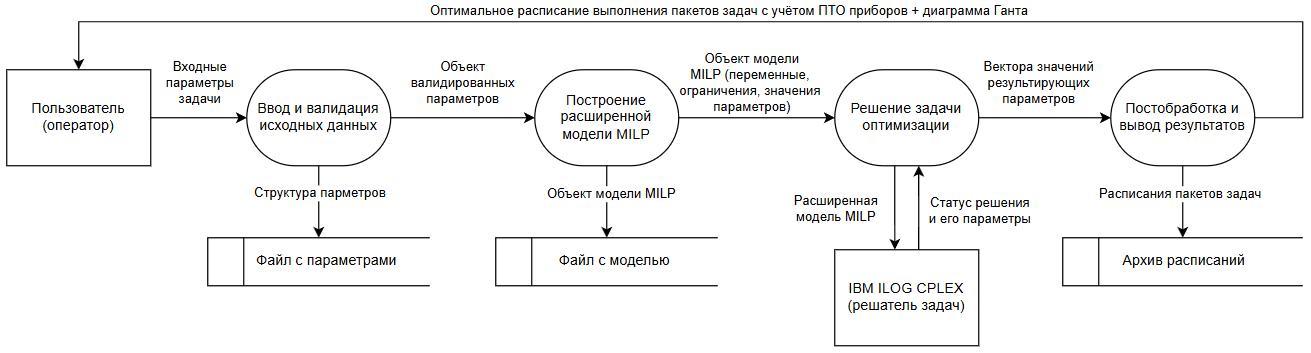 Оптимальное расписание выполнения пакетов задач с учётом ПТО приборов + диаграмма Ганта
Пользователь
(оператор)
Входные
параметры
задачи
Ввод и валидация
исходных данных
Объект
валидированных
параметров
Построение
расширенной
модели MILP
Объект модели
MILP (переменные,
ограничения, значения
параметров)
Решение задачи
оптимизации
Вектора значений
результирующих
параметров
Постобработка и
вывод результатов
Структура парметров
Объект модели MILP
Расширенная
модель MILP
Статус решения
и его параметры
Расписания пакетов задач
Файл с параметрами
Файл с моделью
IBM ILOG CPLEX
(решатель задач)
Архив расписаний